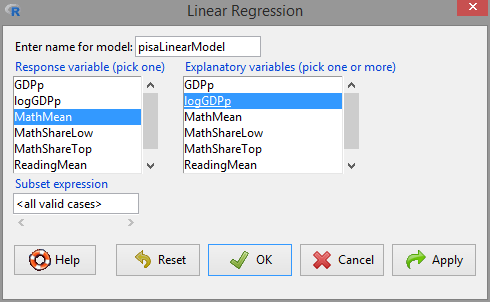 Linear Regression
Enter name for model: pisaLinearModel
Response variable (pick one) Explanatory variables (pick one or more)
GDPp GDPp
logGDPp logGDPp
MathMean MathMean
MathShareLow MathShareLow
MathShareTop MathShareTop
ReadingMean ReadingMean
Subset expression
<all valid cases>
Help Reset OK Cancel Apply